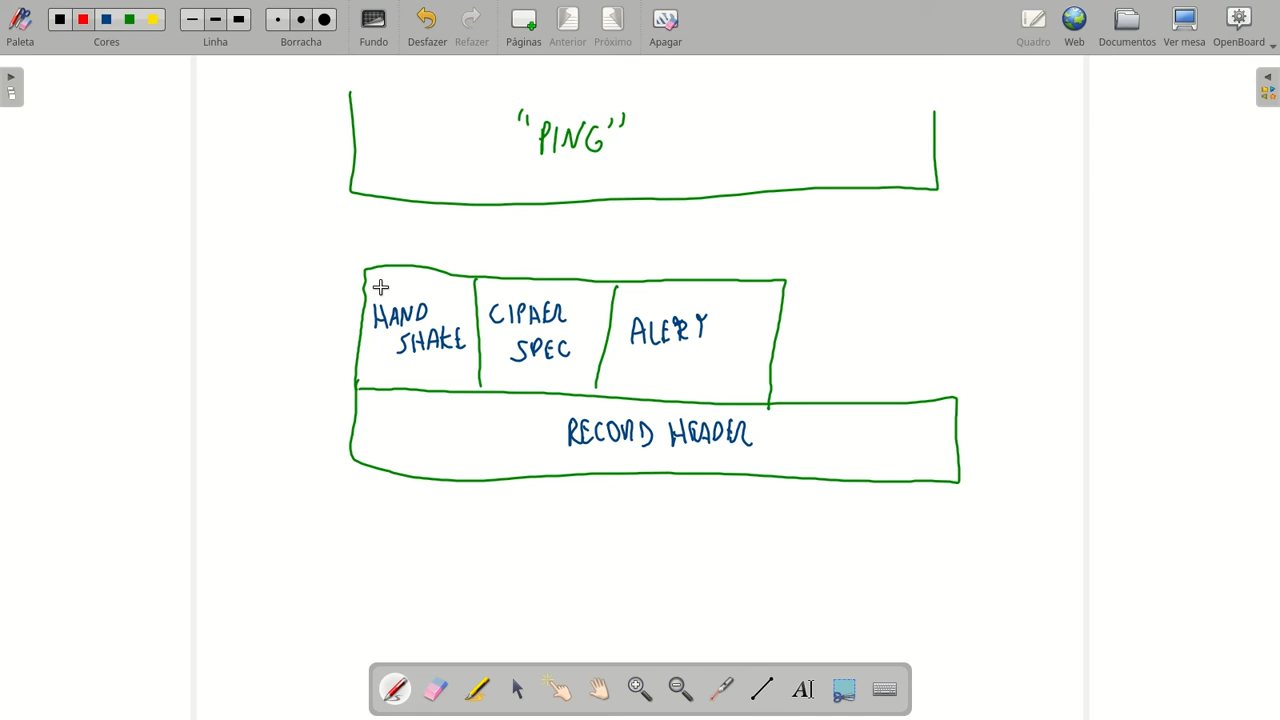 Paleta
Cores
Linha
Borracha
Fundo
Desfazer
Refazer
Páginas
Anterior
Próximo
Apagar
Quadro
Web
Documentos
Ver mesa
OpenBoard
"PING"
HAND
SHAKE
CIPHER
SPEC
ALERY
RECORD HEADER